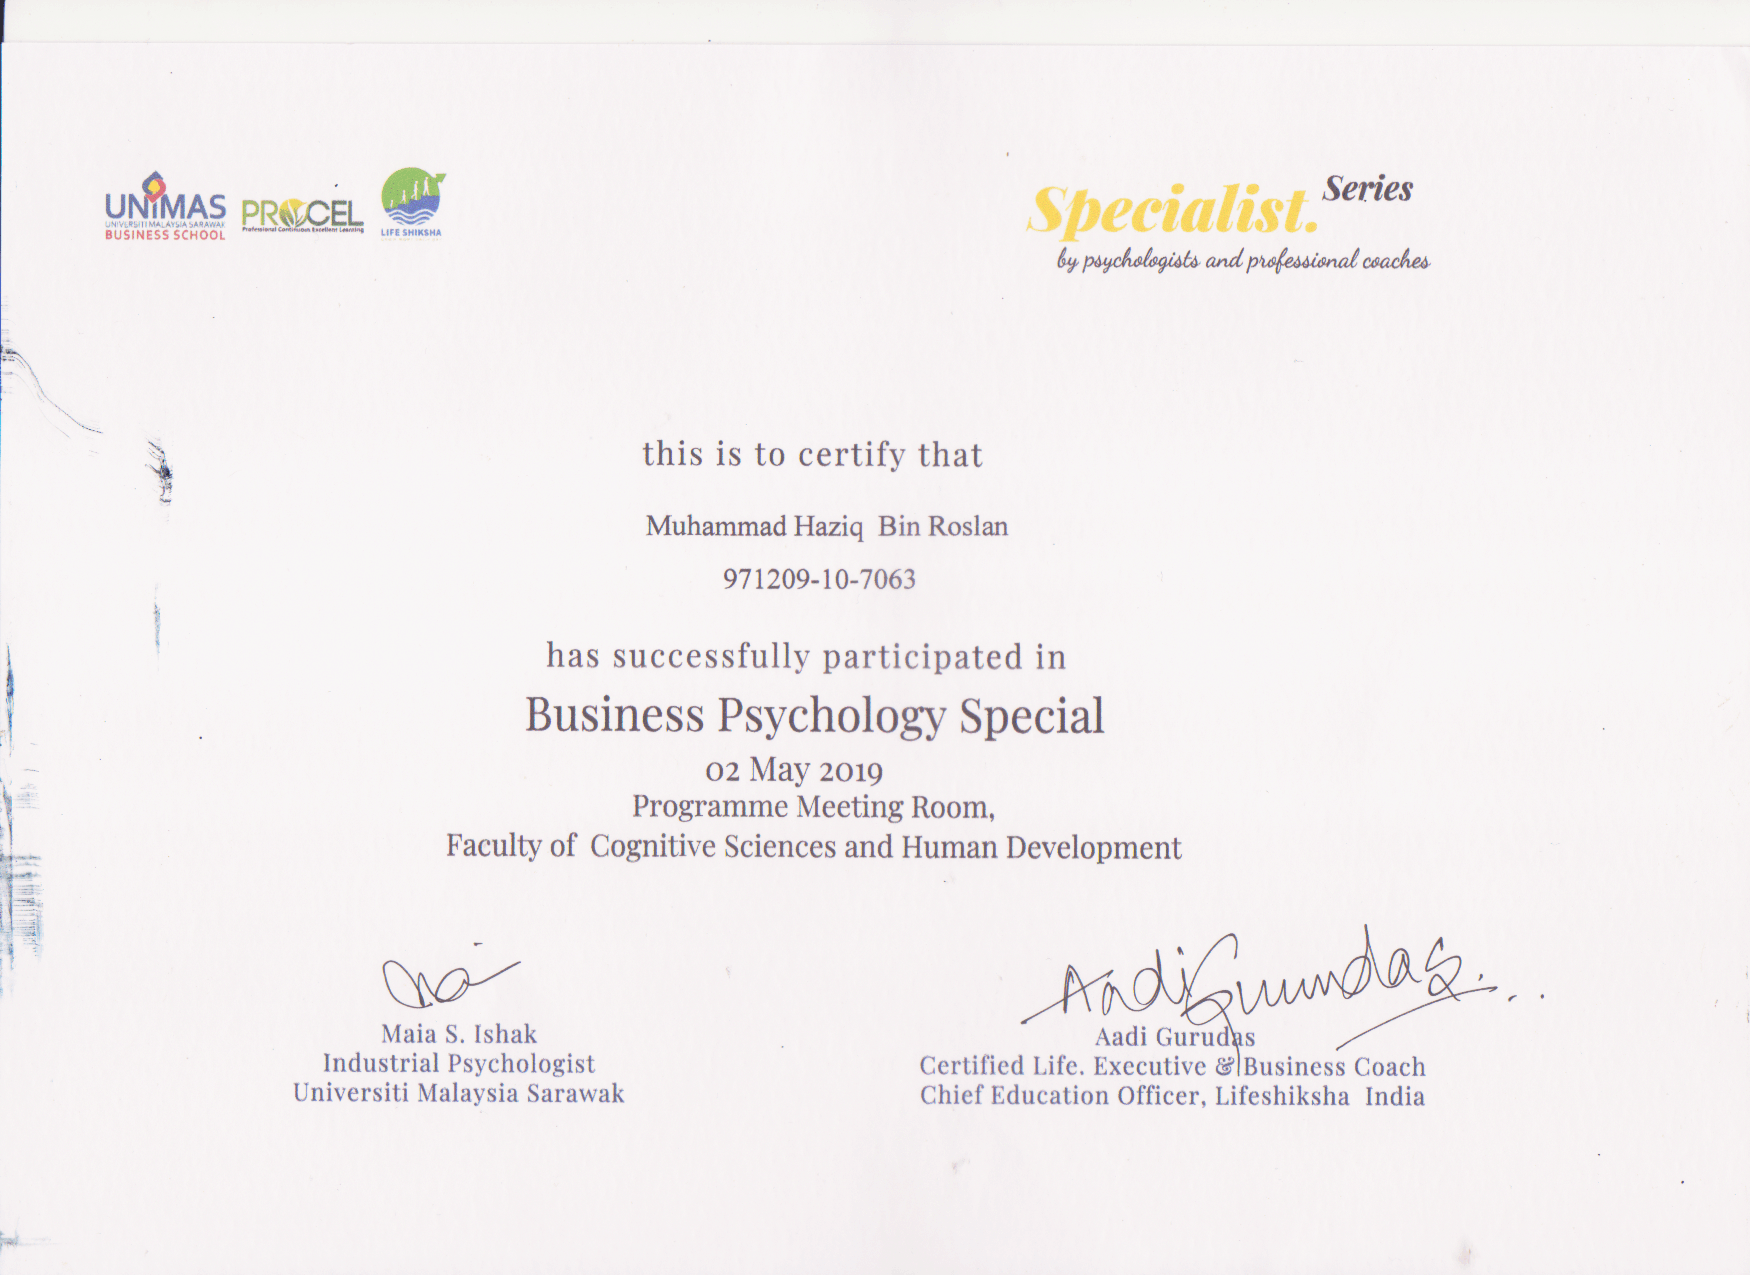 UNIMAS
UNIVERSITI MALAYSIA SARAWAK
BUSINESS SCHOOL
PROCEL
Professional Continuous Excellent Learning
LIFE SHIKSHA
Specialist. Series
by psychologists and professional coaches
this is to certify that
Muhammad Haziq Bin Roslan
971209-10-7063
has successfully participated in
Business Psychology Special
02 May 2019
Programme Meeting Room,
Faculty of Cognitive Sciences and Human Development
Aadi Gurudas
Maia S. Ishak
Industrial Psychologist
Universiti Malaysia Sarawak
Aadi Gurudas
Certified Life. Executive & Business Coach
Chief Education Officer, Lifeshiksha India